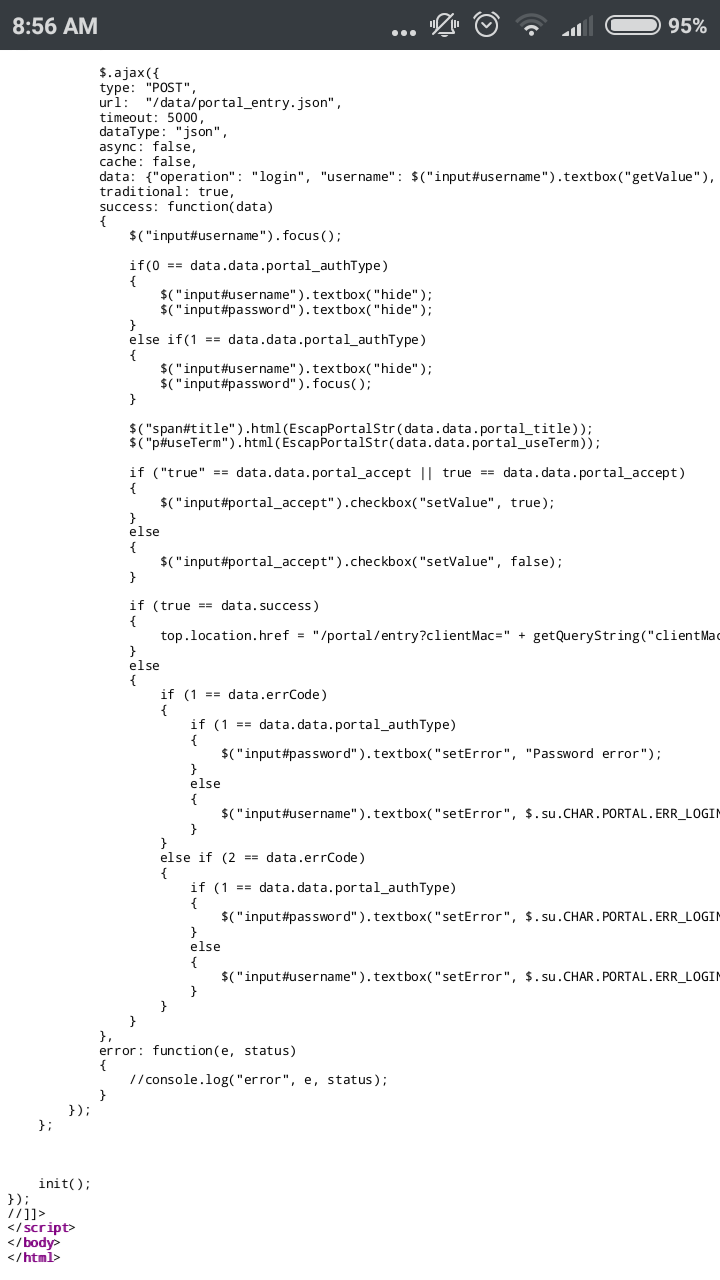 8:56 AM ... 95%
$.ajax({
type: "POST",
url:  "/data/portal_entry.json",
timeout: 5000,
dataType: "json",
async: false,
cache: false,
data: {"operation": "login", "username": $("input#username").textbox("getValue"),
traditional: true,
success: function(data)
{
$("input#username").focus();
if(0 == data.data.portal_authType)
{
$("input#username").textbox("hide");
$("input#password").textbox("hide");
}
else if(1 == data.data.portal_authType)
{
$("input#username").textbox("hide");
$("input#password").focus();
}
$("span#title").html(EscapPortalStr(data.data.portal_title));
$("p#useTerm").html(EscapPortalStr(data.data.portal_useTerm));
if ("true" == data.data.portal_accept || true == data.data.portal_accept)
{
$("input#portal_accept").checkbox("setValue", true);
}
else
{
$("input#portal_accept").checkbox("setValue", false);
}
if (true == data.success)
{
top.location.href = "/portal/entry?clientMac=" + getQueryString("clientMac
}
else
{
if (1 == data.errCode)
{
if (1 == data.data.portal_authType)
{
$("input#password").textbox("setError", "Password error");
}
else
{
$("input#username").textbox("setError", $.su.CHAR.PORTAL.ERR_LOGIN
}
}
else if (2 == data.errCode)
{
if (1 == data.data.portal_authType)
{
$("input#password").textbox("setError", $.su.CHAR.PORTAL.ERR_LOGIN
}
else
{
$("input#username").textbox("setError", $.su.CHAR.PORTAL.ERR_LOGIN
}
}
}
},
error: function(e, status)
{
//console.log("error", e, status);
}
});
};
init();
});
//]]>
</script>
</body>
</html>